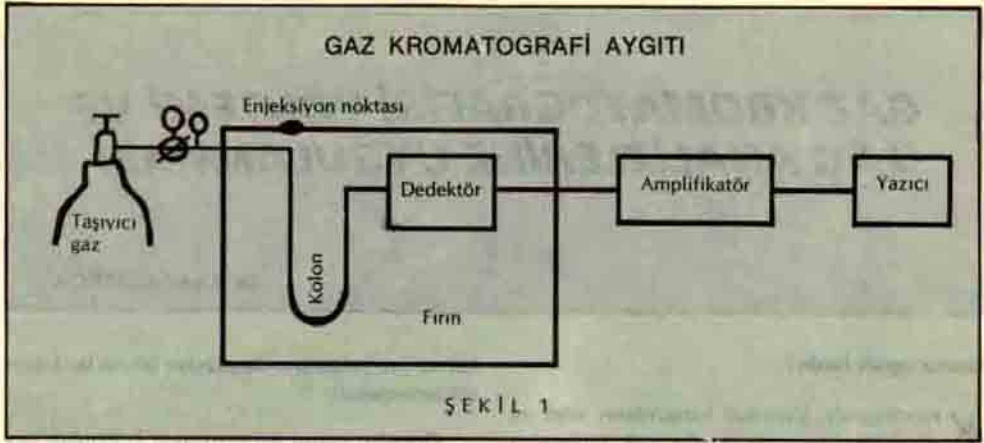 GAZ KROMATOGRAFİ AYGITI
Enjeksiyon noktası
Taşıyıcı
gaz
Kolon
Dedektör
Fırın
Amplifikatör
Yazıcı
ŞEKİL 1